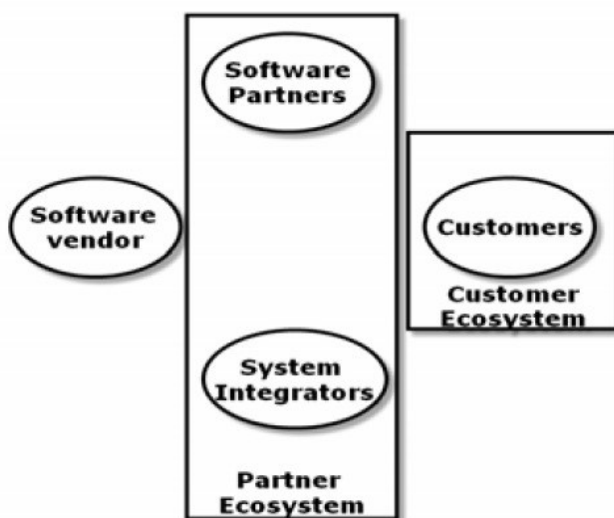 Software
Partners
Software
vendor
Customers
Customer
Ecosystem
System
Integrators
Partner
Ecosystem